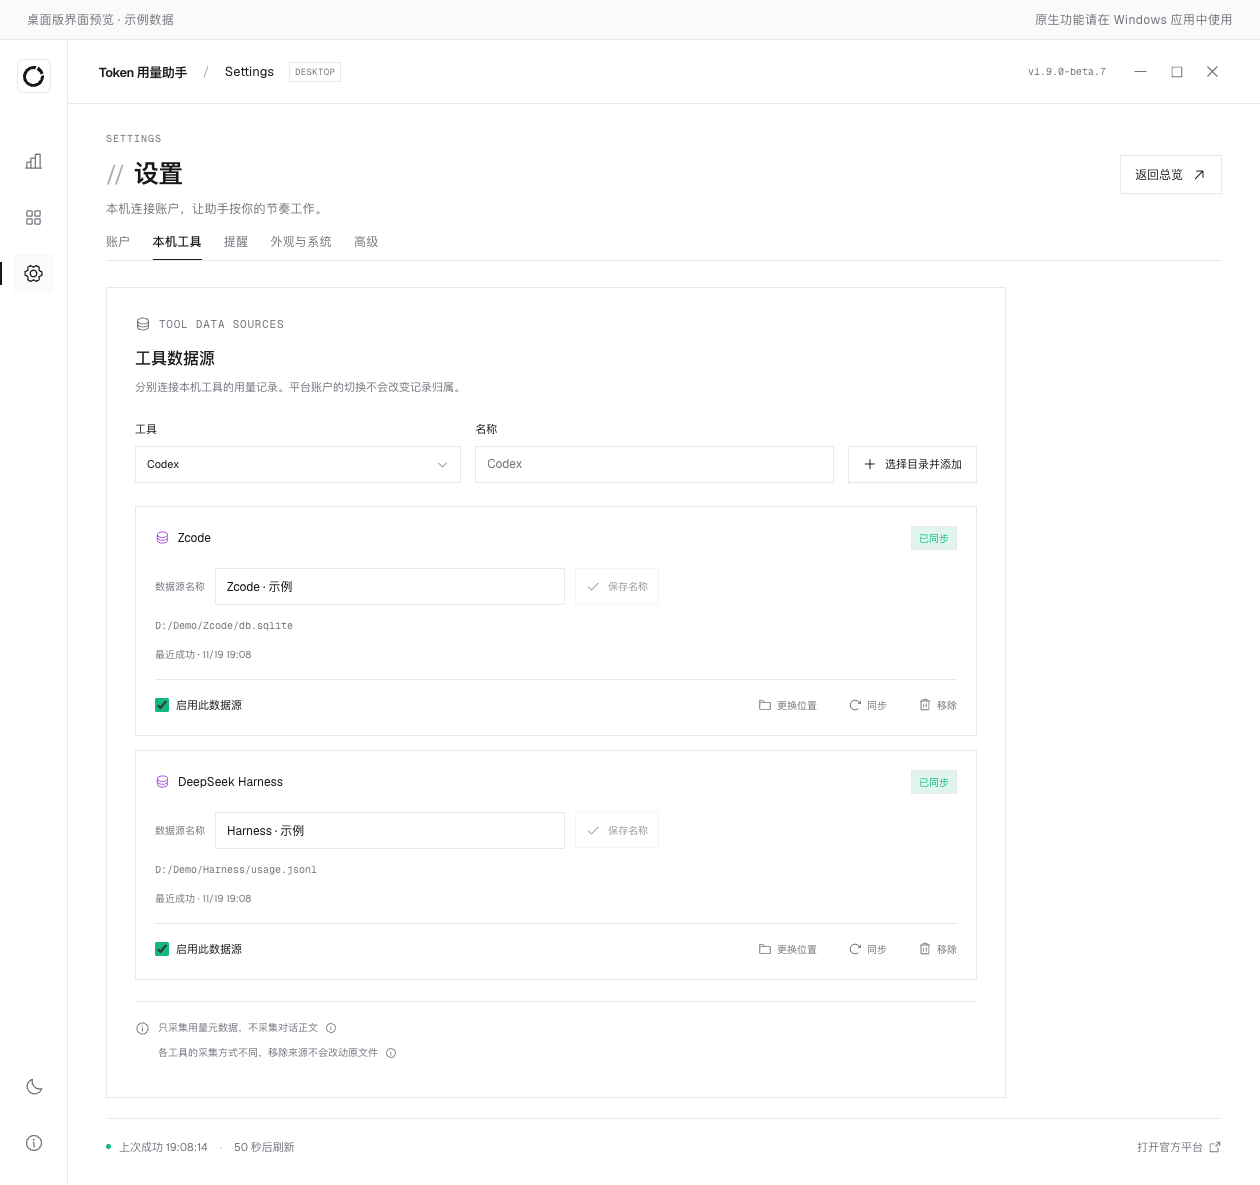 桌面版界面预览 · 示例数据
原生功能请在 Windows 应用中使用
Token 用量助手 / Settings DESKTOP
v1.9.0-beta.7
SETTINGS
// 设置
返回总览
本机连接账户，让助手按你的节奏工作。
账户 本机工具 提醒 外观与系统 高级
TOOL DATA SOURCES
工具数据源
分别连接本机工具的用量记录。平台账户的切换不会改变记录归属。
工具 名称
Codex Codex 选择目录并添加
Zcode 已同步
数据源名称 Zcode · 示例 保存名称
D:/Demo/Zcode/db.sqlite
最近成功 · 11/19 19:08
启用此数据源 更换位置 同步 移除
DeepSeek Harness 已同步
数据源名称 Harness · 示例 保存名称
D:/Demo/Harness/usage.jsonl
最近成功 · 11/19 19:08
启用此数据源 更换位置 同步 移除
只采集用量元数据，不采集对话正文
各工具的采集方式不同，移除来源不会改动原文件
上次成功 19:08:14 · 50 秒后刷新
打开官方平台